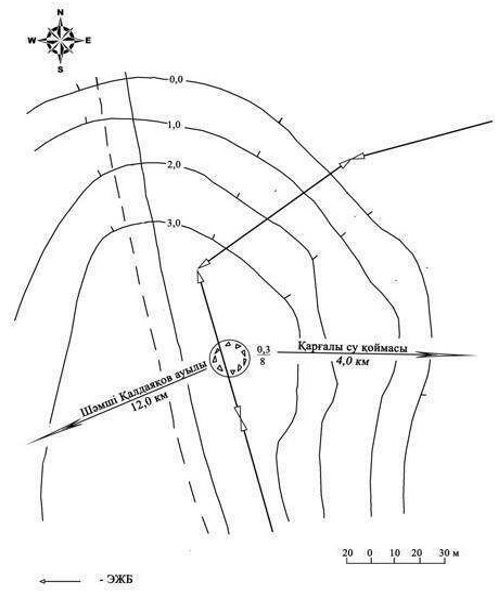 N
W E
S
0,0
1,0
2,0
3,0
0,3
8
Қарғалы су қоймасы
4,0 км
Шәмші Қалдаяков ауылы
12,0 км
20 0 10 20 30 м
- ЭЖБ